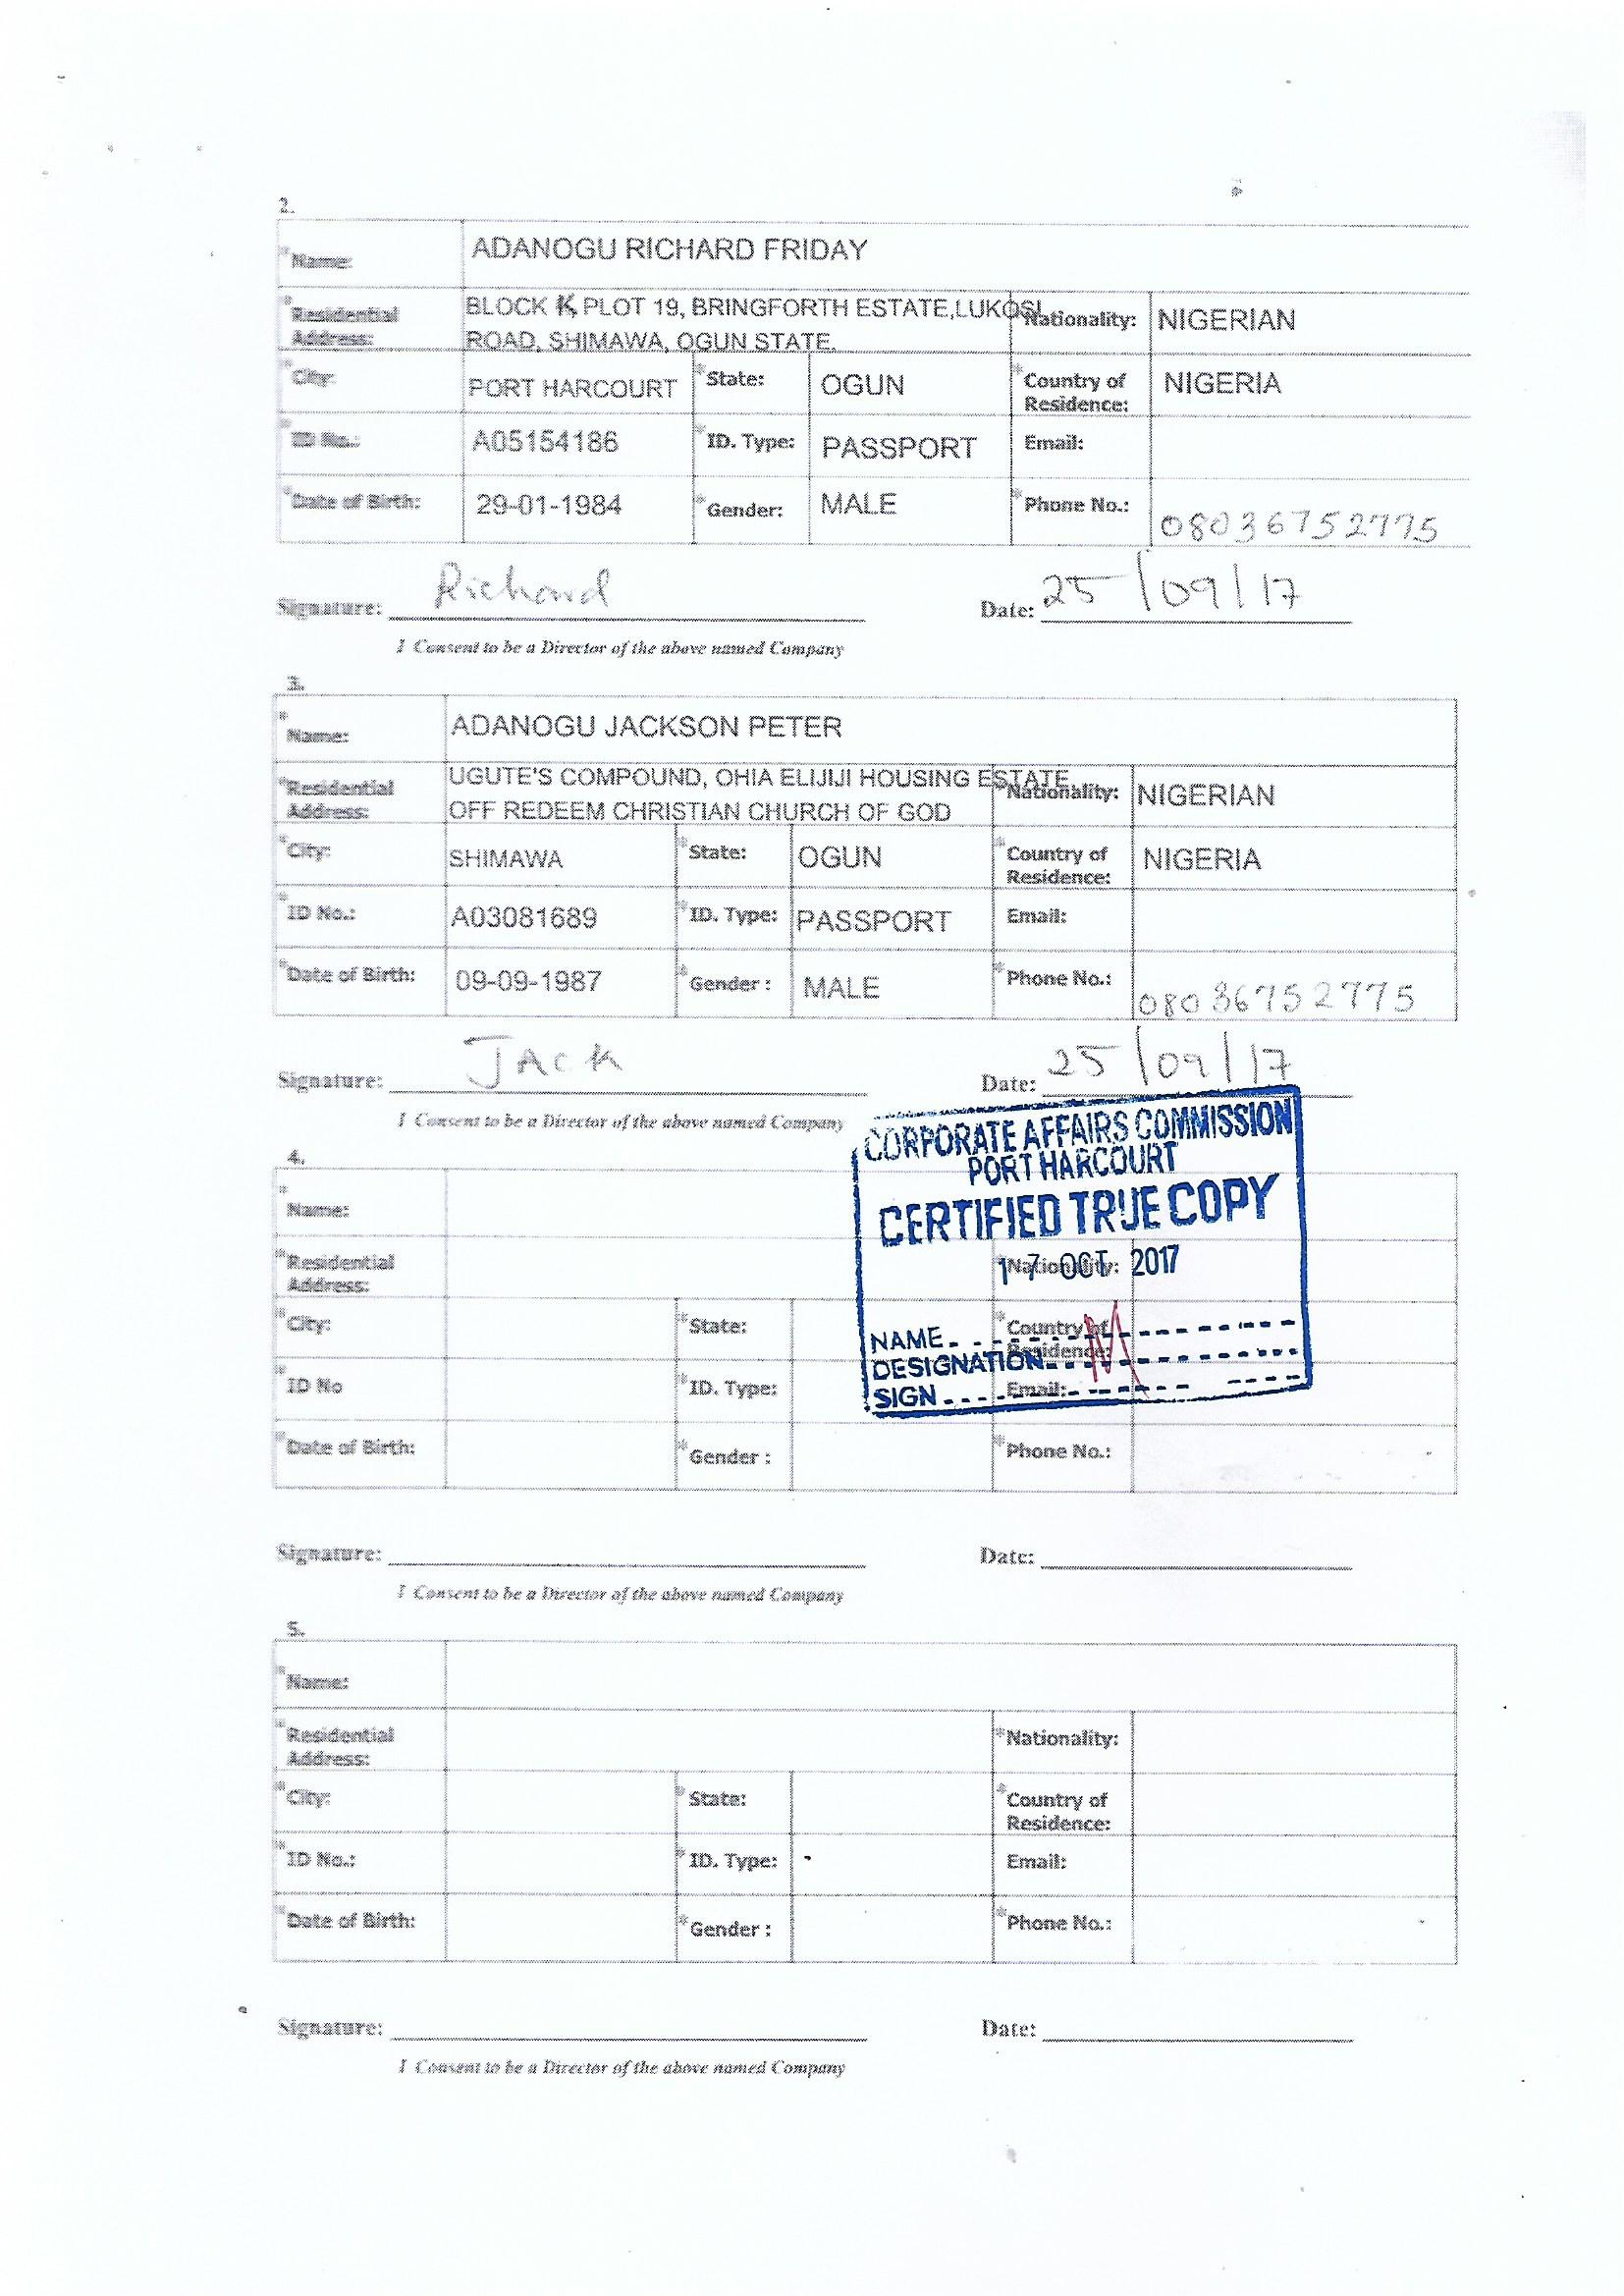 2.
*Name: ADANOGU RICHARD FRIDAY
*Residential Address: BLOCK K, PLOT 19, BRINGFORTH ESTATE,LUKOSI ROAD, SHIMAWA, OGUN STATE. *Nationality: NIGERIAN
*City: PORT HARCOURT *State: OGUN *Country of Residence: NIGERIA
*ID No.: A05154186 *ID. Type: PASSPORT Email:
*Date of Birth: 29-01-1984 *Gender: MALE *Phone No.: 08036752775
Signature: Richard Date: 25/09/17
I Consent to be a Director of the above named Company
3.
*Name: ADANOGU JACKSON PETER
*Residential Address: UGUTE'S COMPOUND, OHIA ELIJIJI HOUSING ESTATE OFF REDEEM CHRISTIAN CHURCH OF GOD *Nationality: NIGERIAN
*City: SHIMAWA *State: OGUN *Country of Residence: NIGERIA
*ID No.: A03081689 *ID. Type: PASSPORT Email:
*Date of Birth: 09-09-1987 *Gender : MALE *Phone No.: 08036752775
Signature: JACK Date: 25/09/17
I Consent to be a Director of the above named Company
CORPORATE AFFAIRS COMMISSION
PORT HARCOURT
CERTIFIED TRUE COPY
17 OCT 2017
NAME
DESIGNATION
SIGN
4.
*Name:
*Residential Address: *Nationality:
*City: *State: *Country of Residence:
*ID No *ID. Type: Email:
*Date of Birth: *Gender : *Phone No.:
Signature: Date:
I Consent to be a Director of the above named Company
5.
*Name:
*Residential Address: *Nationality:
*City: *State: *Country of Residence:
*ID No.: *ID. Type: Email:
*Date of Birth: *Gender : *Phone No.:
Signature: Date:
I Consent to be a Director of the above named Company